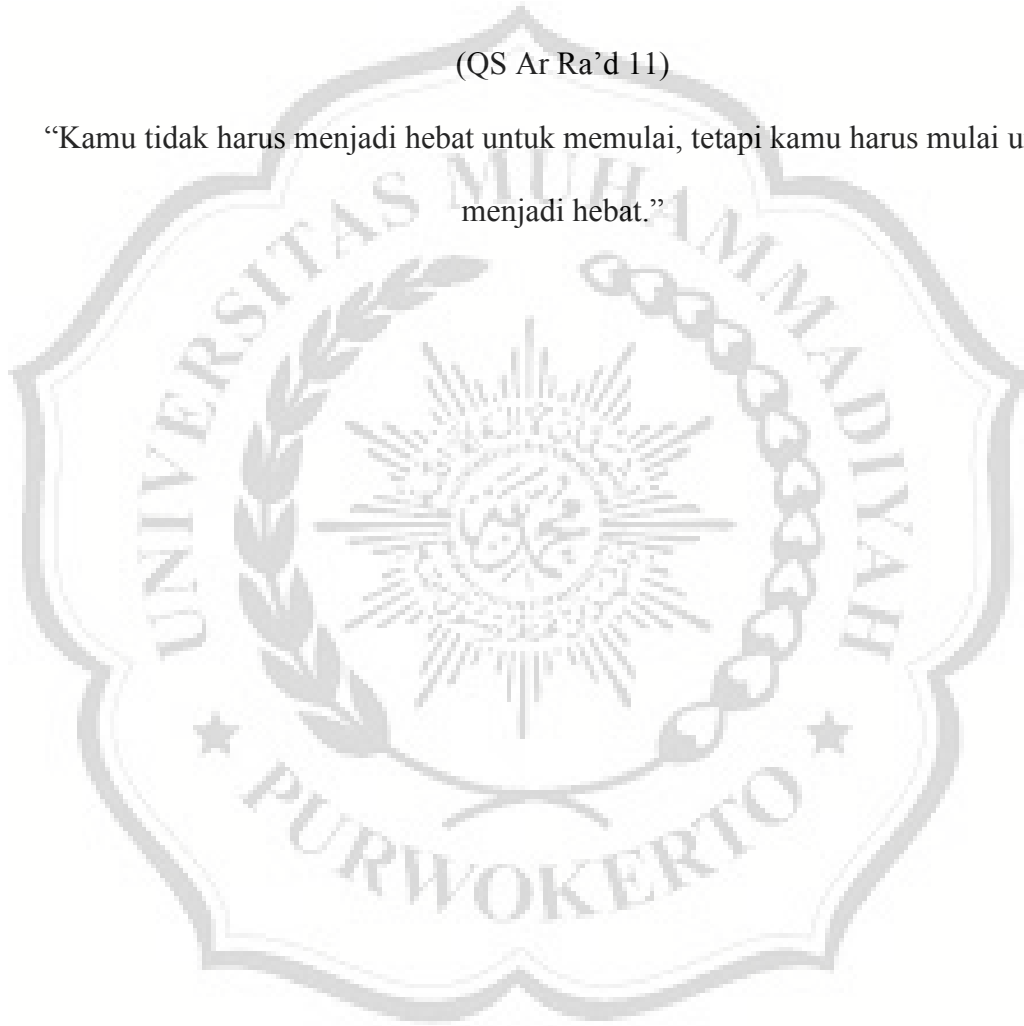 (QS Ar Ra’d 11)
“Kamu tidak harus menjadi hebat untuk memulai, tetapi kamu harus mulai u
menjadi hebat.”
UNIVERSITAS MUHAMMADIYAH
PURWOKERTO